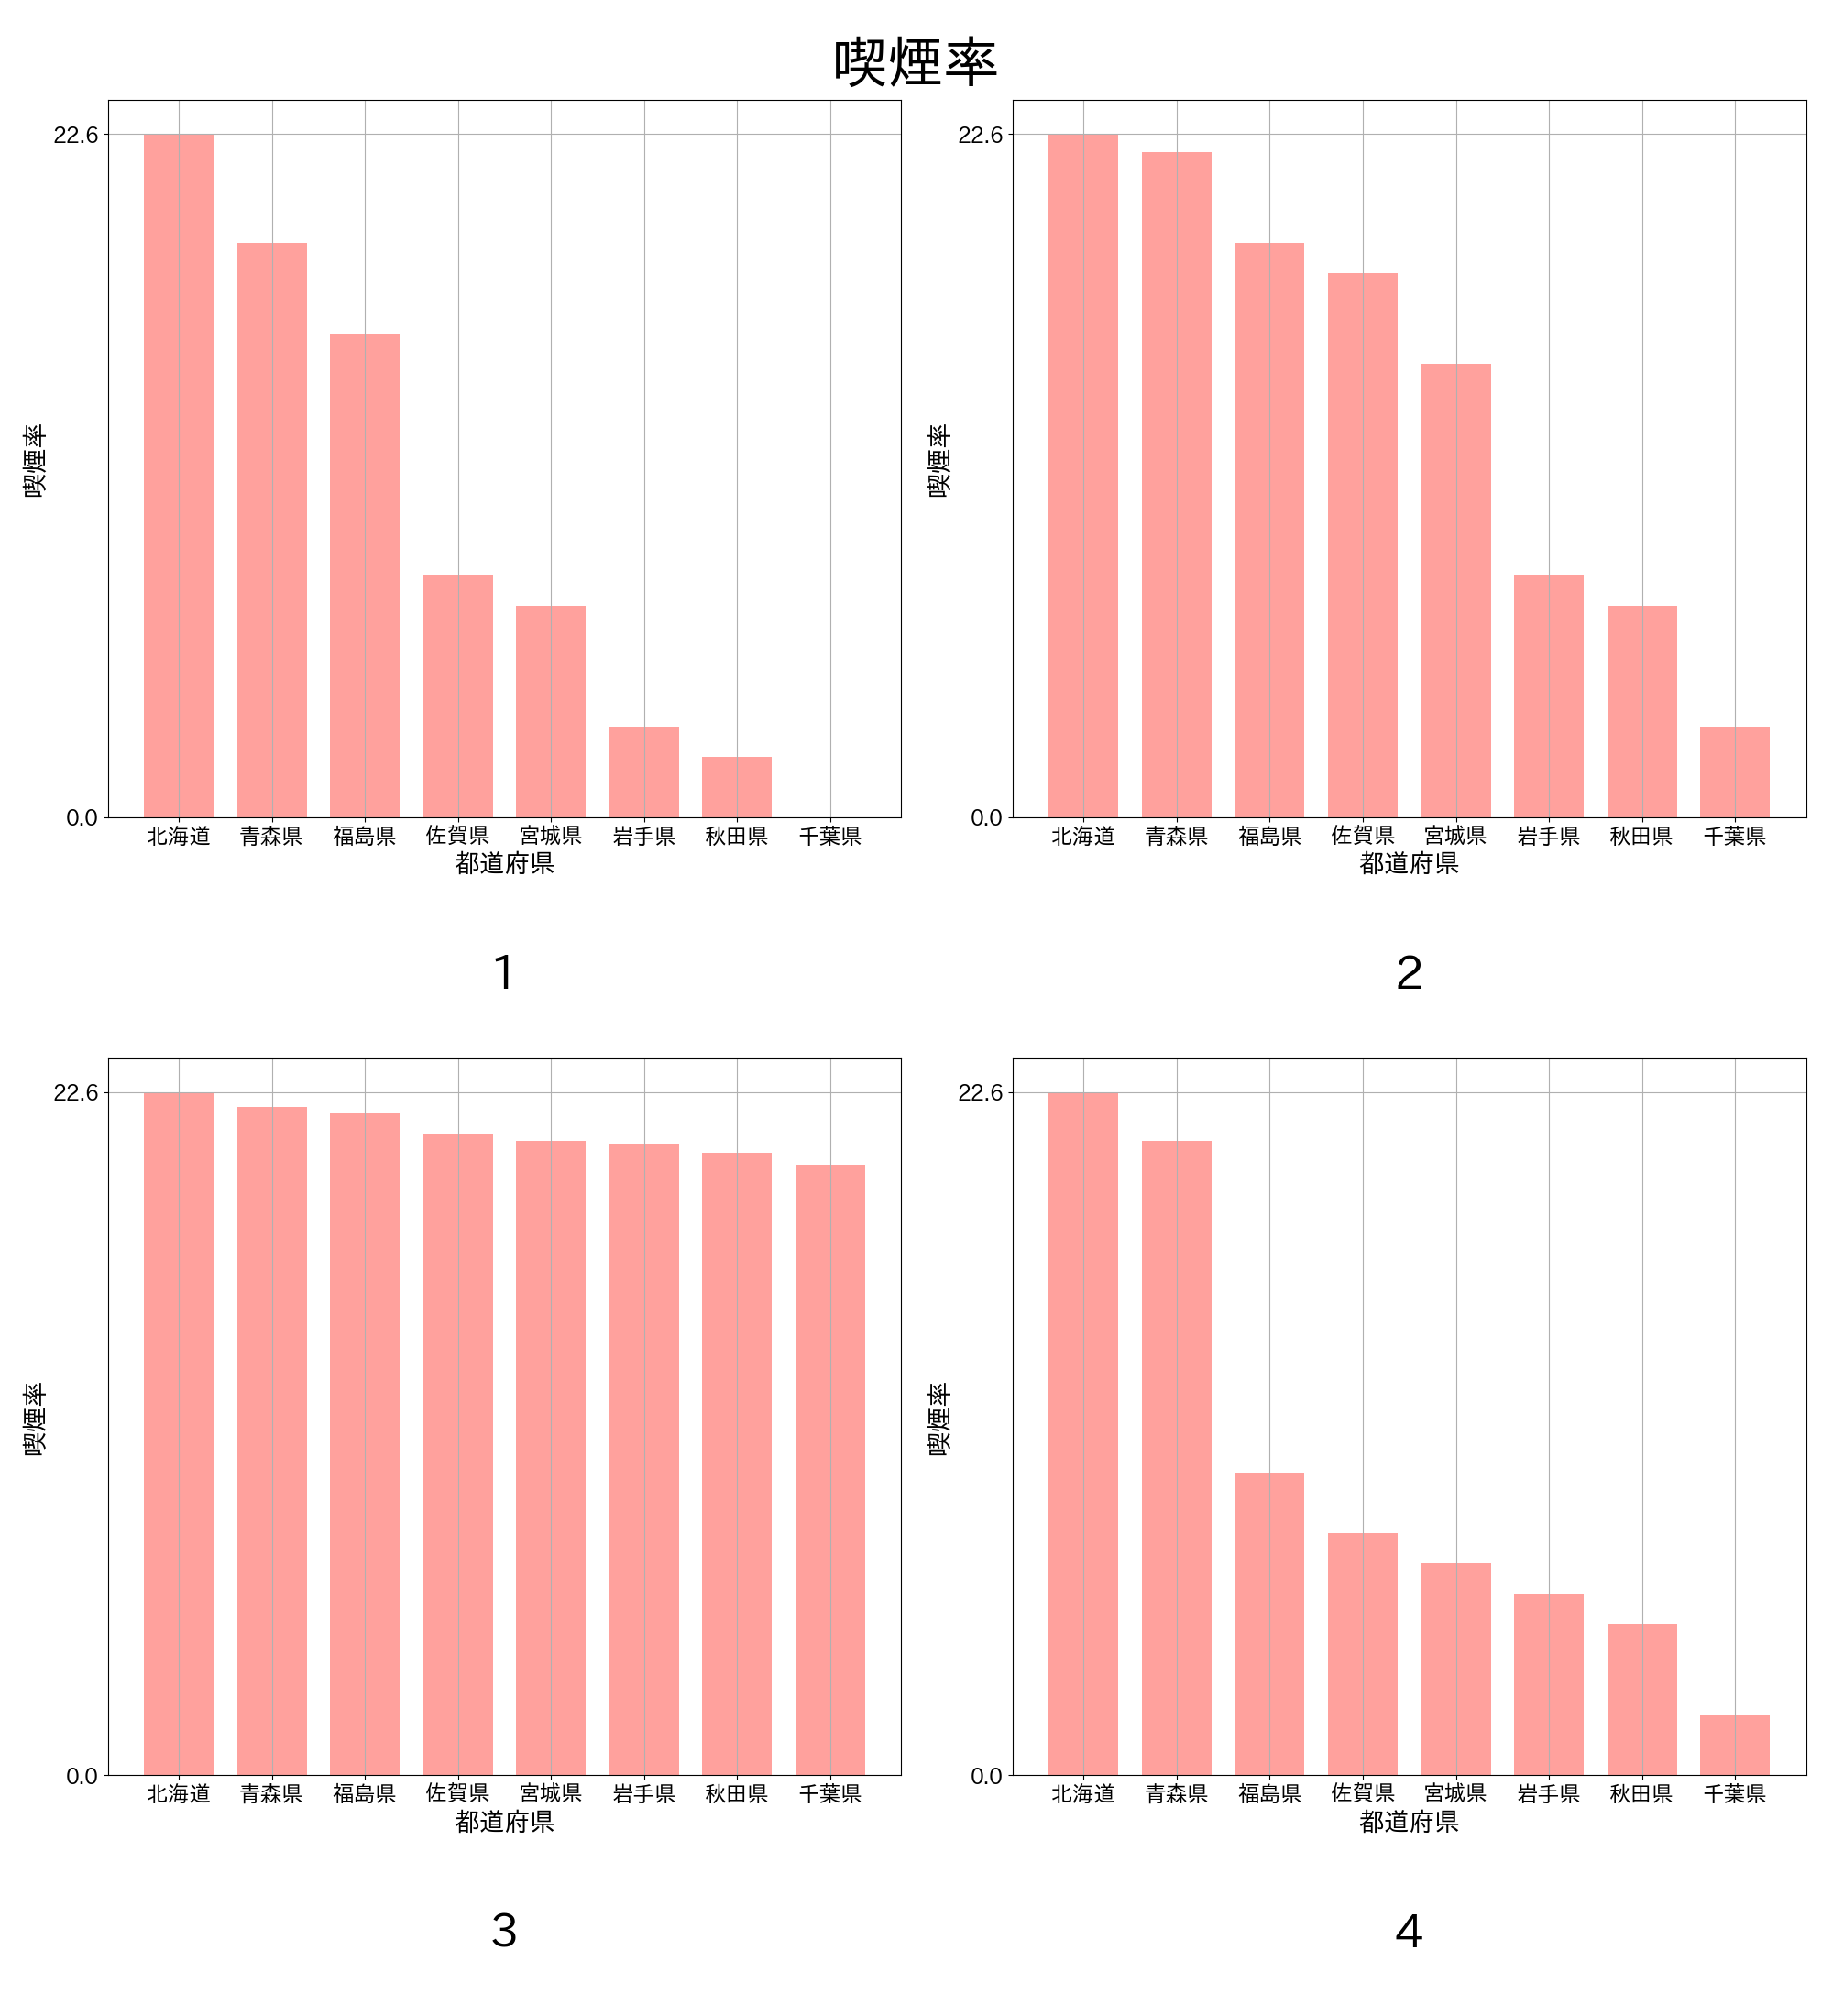 喫煙率
22.6
0.0
喫煙率
北海道 青森県 福島県 佐賀県 宮城県 岩手県 秋田県 千葉県
都道府県
1
22.6
0.0
喫煙率
北海道 青森県 福島県 佐賀県 宮城県 岩手県 秋田県 千葉県
都道府県
2
22.6
0.0
喫煙率
北海道 青森県 福島県 佐賀県 宮城県 岩手県 秋田県 千葉県
都道府県
3
22.6
0.0
喫煙率
北海道 青森県 福島県 佐賀県 宮城県 岩手県 秋田県 千葉県
都道府県
4